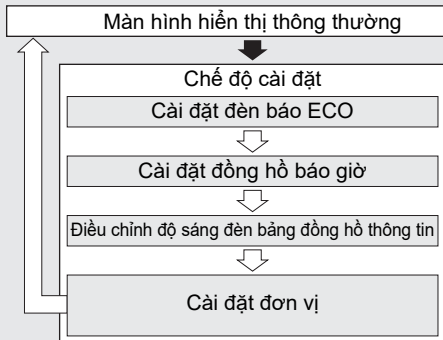 Màn hình hiển thị thông thường
Chế độ cài đặt
Cài đặt đèn báo ECO
Cài đặt đồng hồ báo giờ
Điều chỉnh độ sáng đèn bảng đồng hồ thông tin
Cài đặt đơn vị